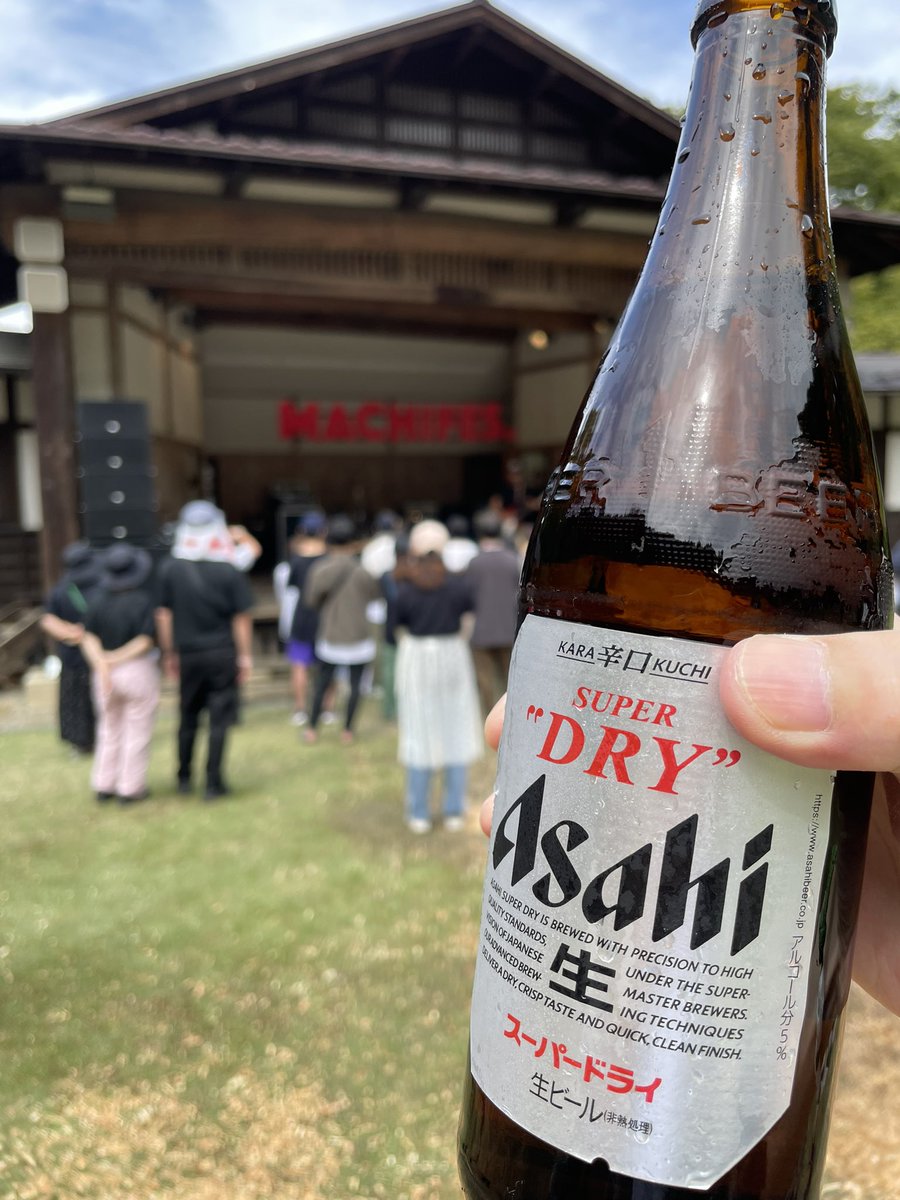 MACHIFES.
BEER
KARA 辛口 KUCHI
SUPER
"DRY"
Asahi
ASAHI SUPER DRY IS BREWED WITH PRECISION TO HIGH
QUALITY STANDARDS, UNDER THE SUPER-
VISION OF JAPANESE MASTER BREWERS.
OUR ADVANCED BREW- ING TECHNIQUES
DELIVER A DRY, CRISP TASTE AND QUICK, CLEAN FINISH.
生
スーパードライ
生ビール(非熱処理)
https://www.asahibeer.co.jp アルコール分5%